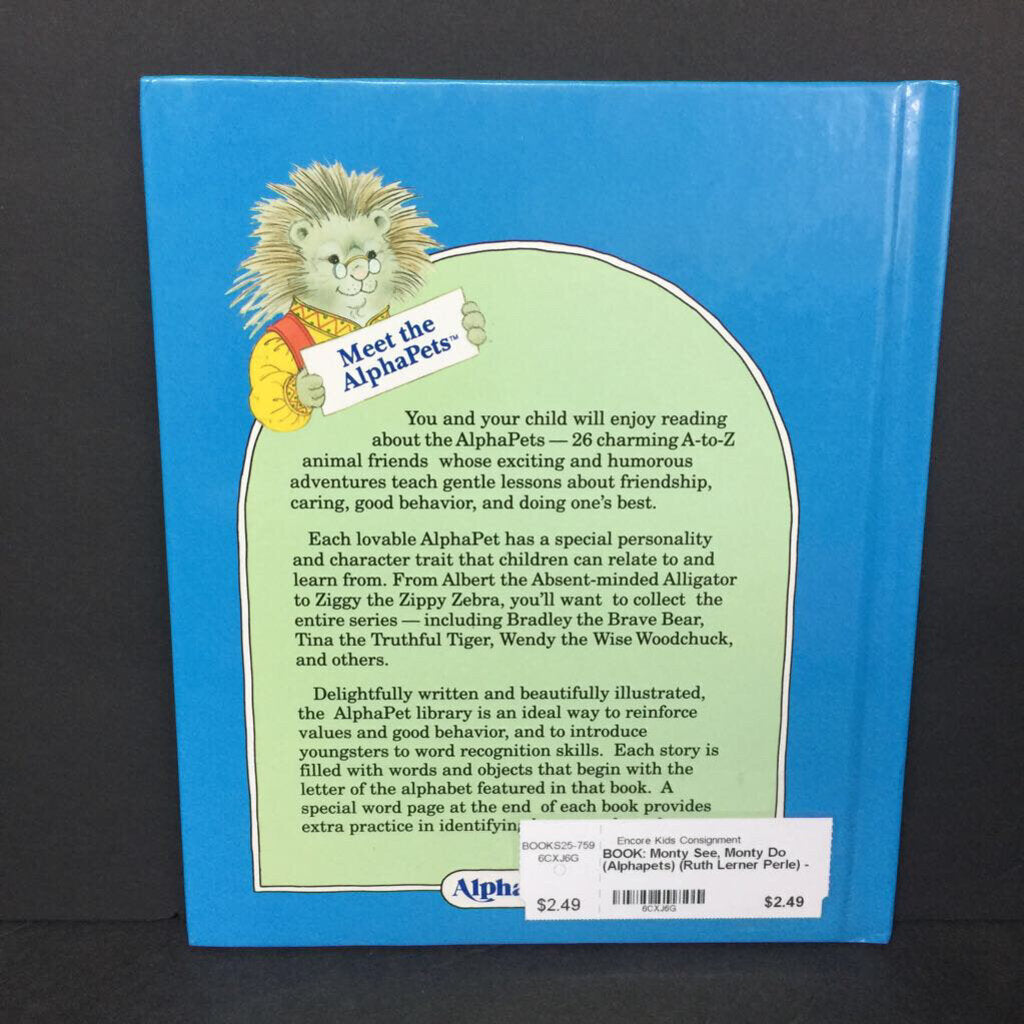 Meet the
AlphaPets™
You and your child will enjoy reading
about the AlphaPets — 26 charming A-to-Z
animal friends whose exciting and humorous
adventures teach gentle lessons about friendship,
caring, good behavior, and doing one's best.
Each lovable AlphaPet has a special personality
and character trait that children can relate to and
learn from. From Albert the Absent-minded Alligator
to Ziggy the Zippy Zebra, you'll want to collect the
entire series — including Bradley the Brave Bear,
Tina the Truthful Tiger, Wendy the Wise Woodchuck,
and others.
Delightfully written and beautifully illustrated,
the AlphaPet library is an ideal way to reinforce
values and good behavior, and to introduce
youngsters to word recognition skills. Each story is
filled with words and objects that begin with the
letter of the alphabet featured in that book. A
special word page at the end of each book provides
extra practice in identifyin
Alpha
BOOKS25-759
6CXJ6G
$2.49
Encore Kids Consignment
BOOK: Monty See, Monty Do
(Alphapets) (Ruth Lerner Perle) -
6CXJ6G
$2.49